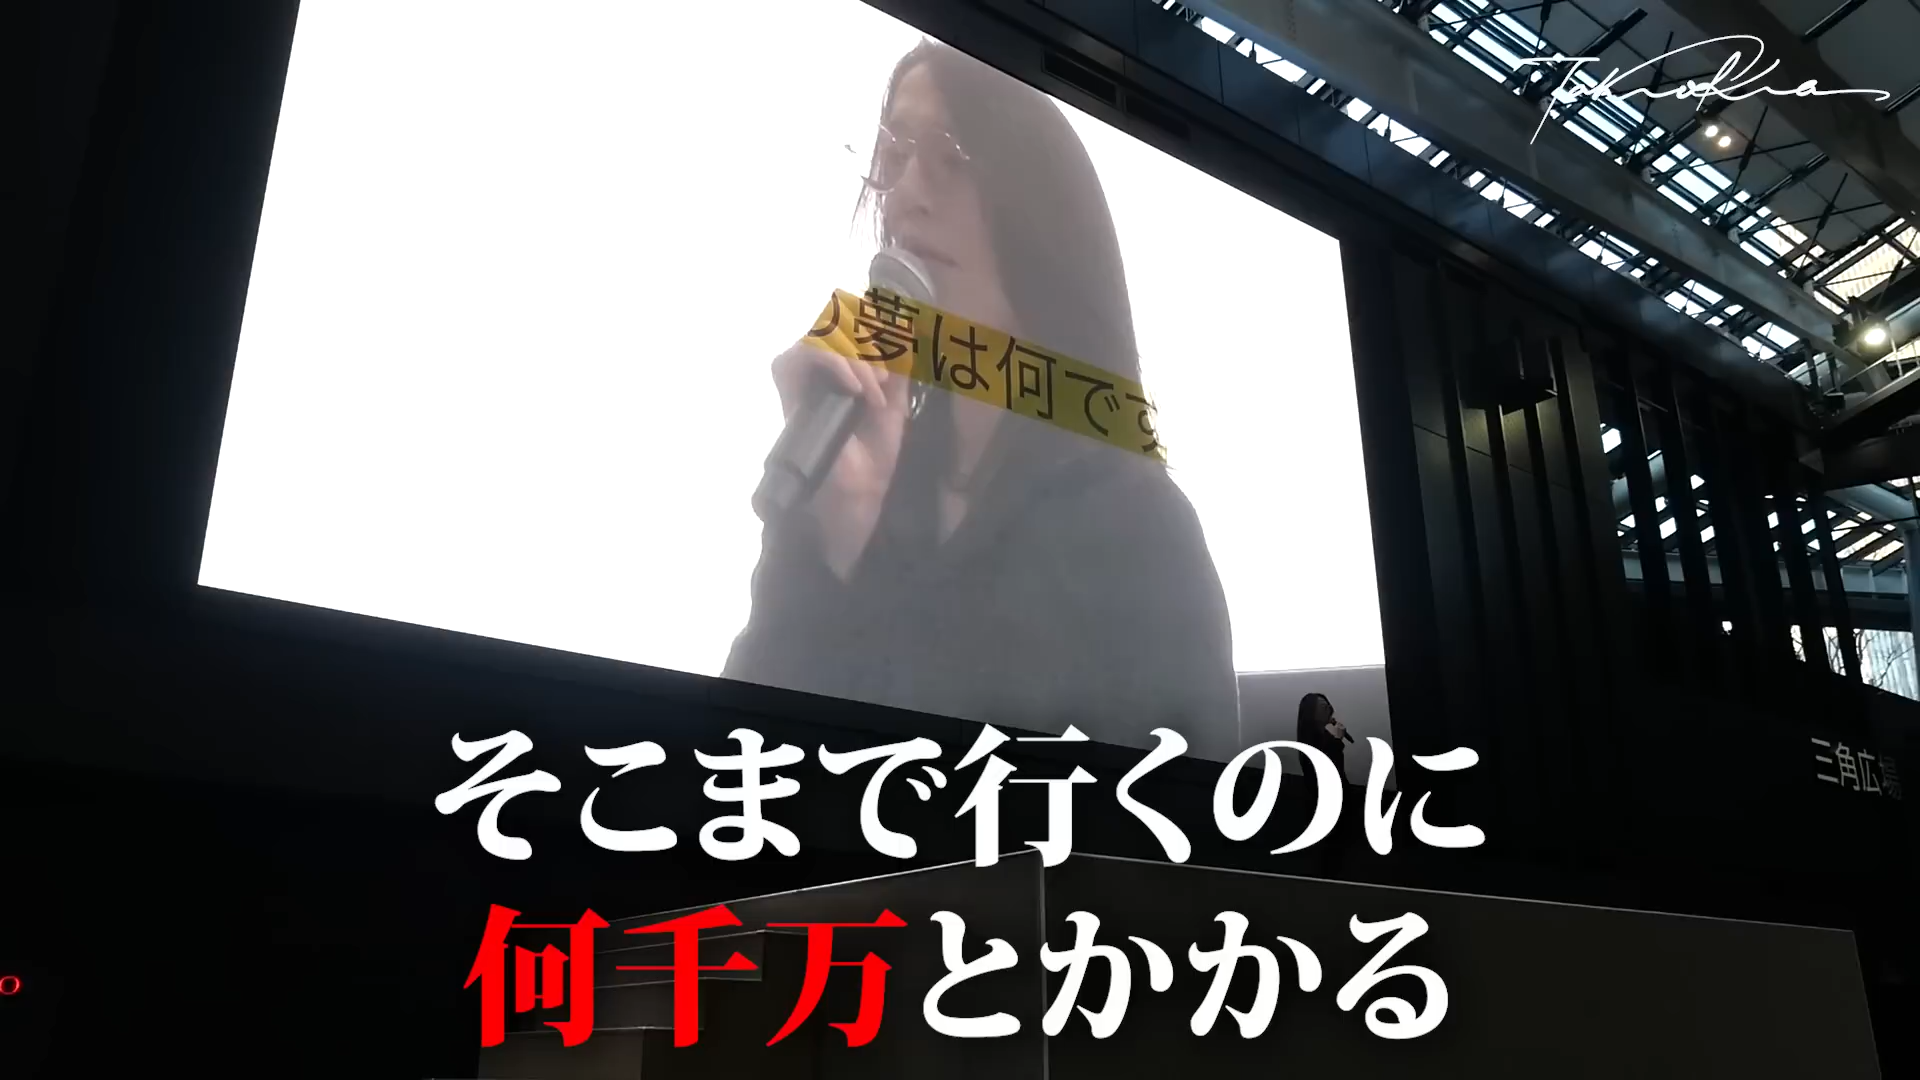 の夢は何です
三角広場
そこまで行くのに
何千万とかかる